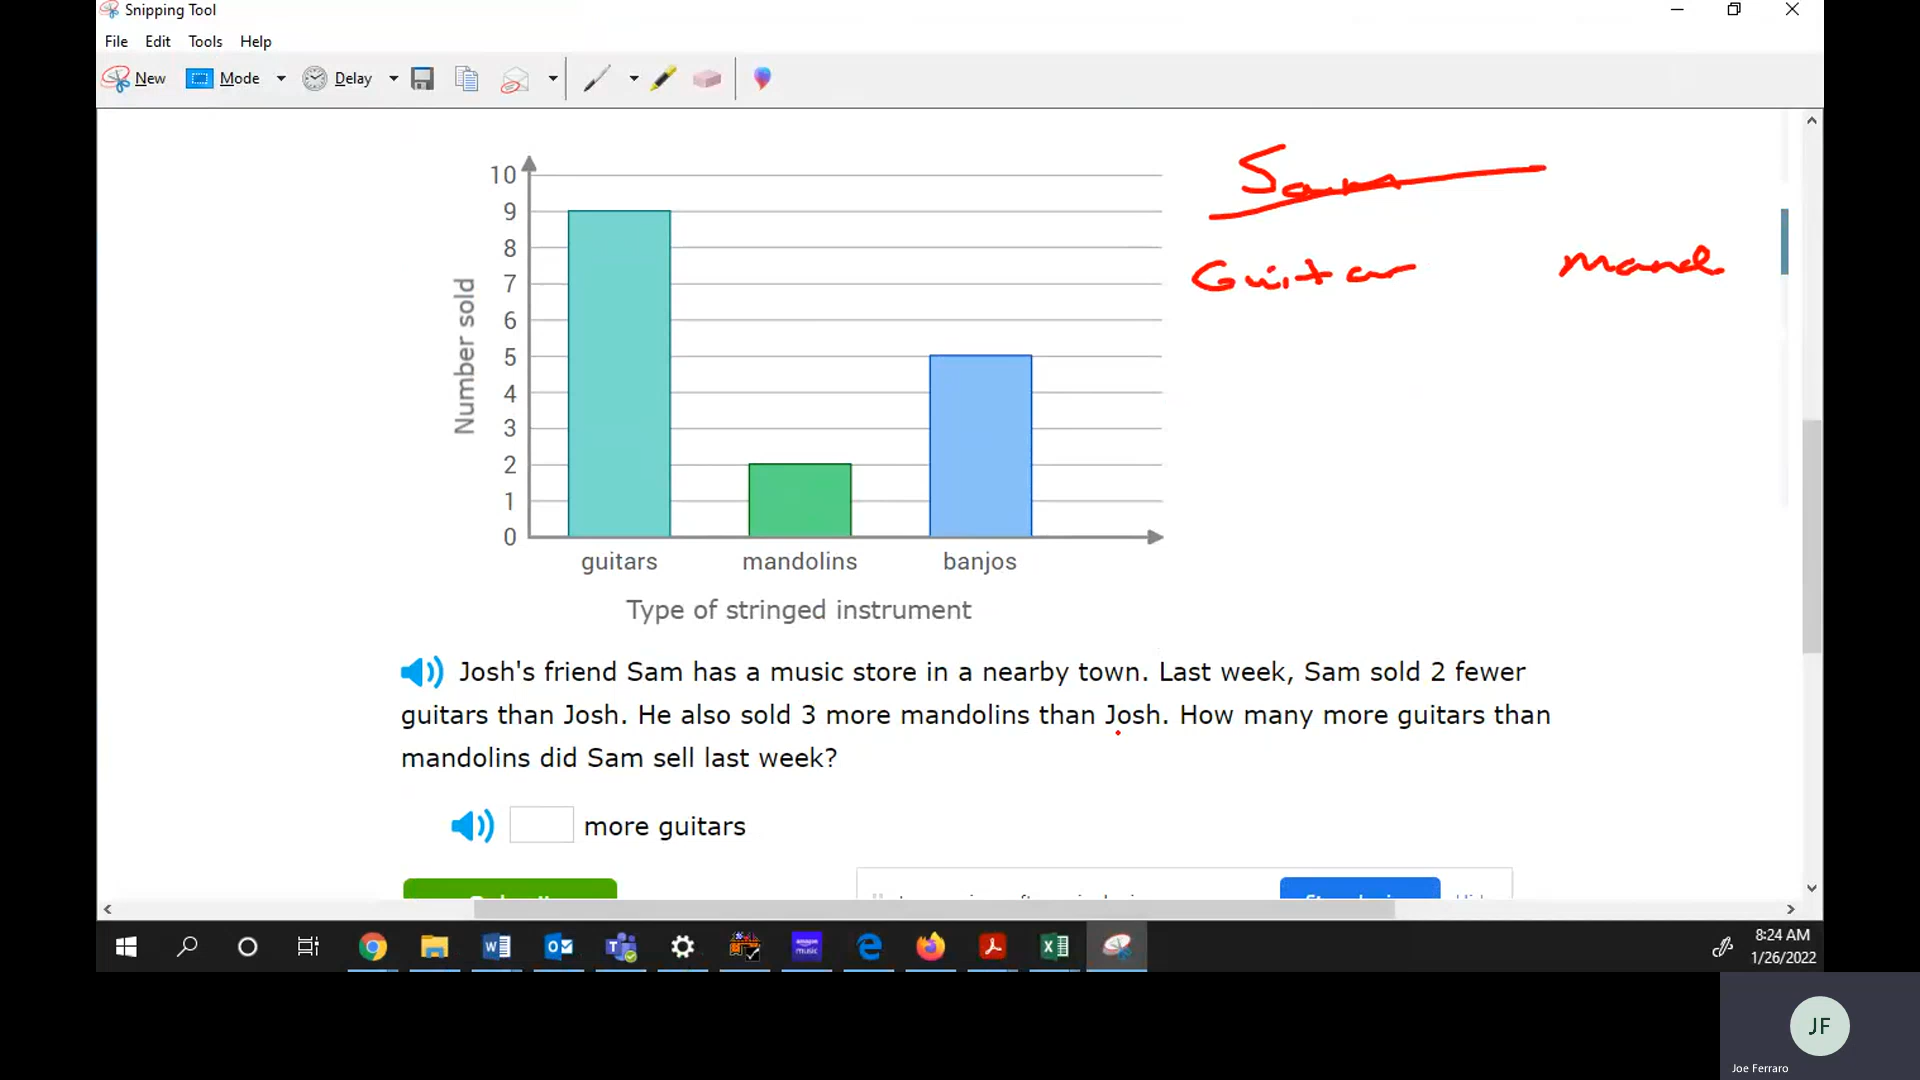 Snipping Tool
File Edit Tools Help
New Mode Delay
Sam
Guitar Mand
10
9
8
7
6
5
4
3
2
1
0
Number sold
guitars mandolins banjos
Type of stringed instrument
Josh's friend Sam has a music store in a nearby town. Last week, Sam sold 2 fewer
guitars than Josh. He also sold 3 more mandolins than Josh. How many more guitars than
mandolins did Sam sell last week?
more guitars
8:24 AM
1/26/2022
JF
Joe Ferraro